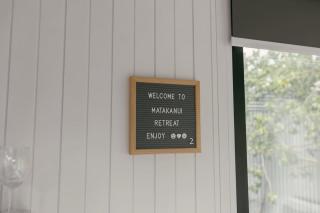 WELCOME TO
MATAKANUI
RETREAT
ENJOY ☺♥☺
2